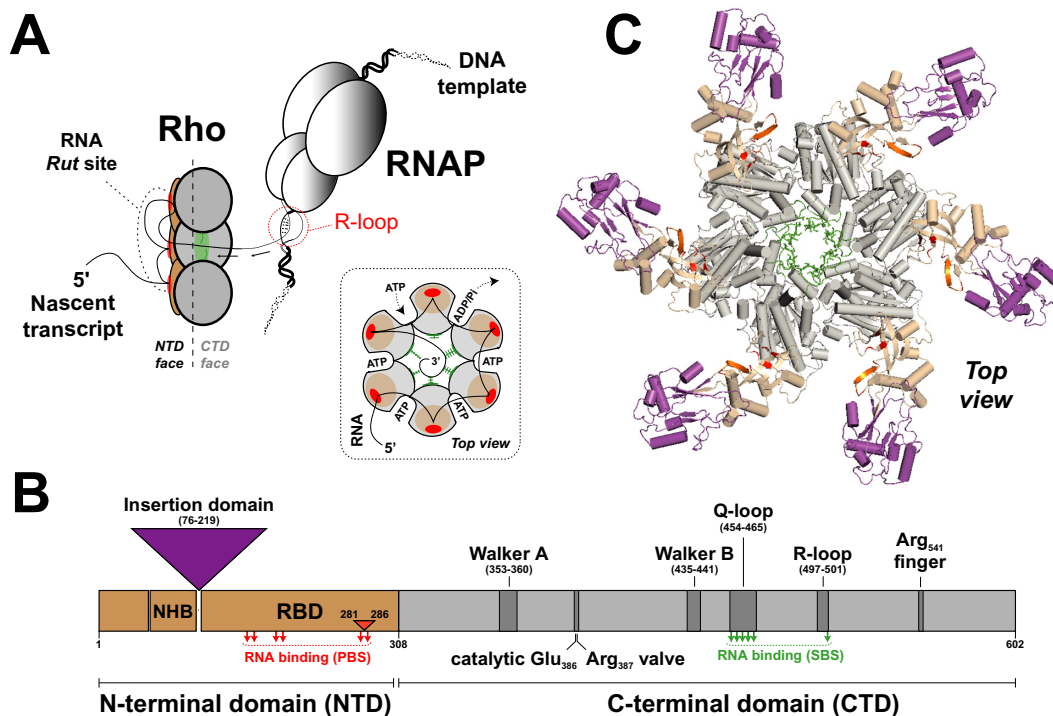 A
C
DNA
template
RNA
Rut site
Rho
RNAP
R-loop
5'
Nascent
transcript
NTD
face
CTD
face
ATP
ADP/Pi
ATP
3'
ATP
ATP
ATP
RNA
5'
Top view
Top
view
B
Insertion domain
(76-219)
Q-loop
(454-465)
Walker A
(353-360)
Walker B
(435-441)
R-loop
(497-501)
Arg541
finger
NHB
RBD
281
286
1
308
602
RNA binding (PBS)
catalytic Glu386
Arg387 valve
RNA binding (SBS)
N-terminal domain (NTD)
C-terminal domain (CTD)